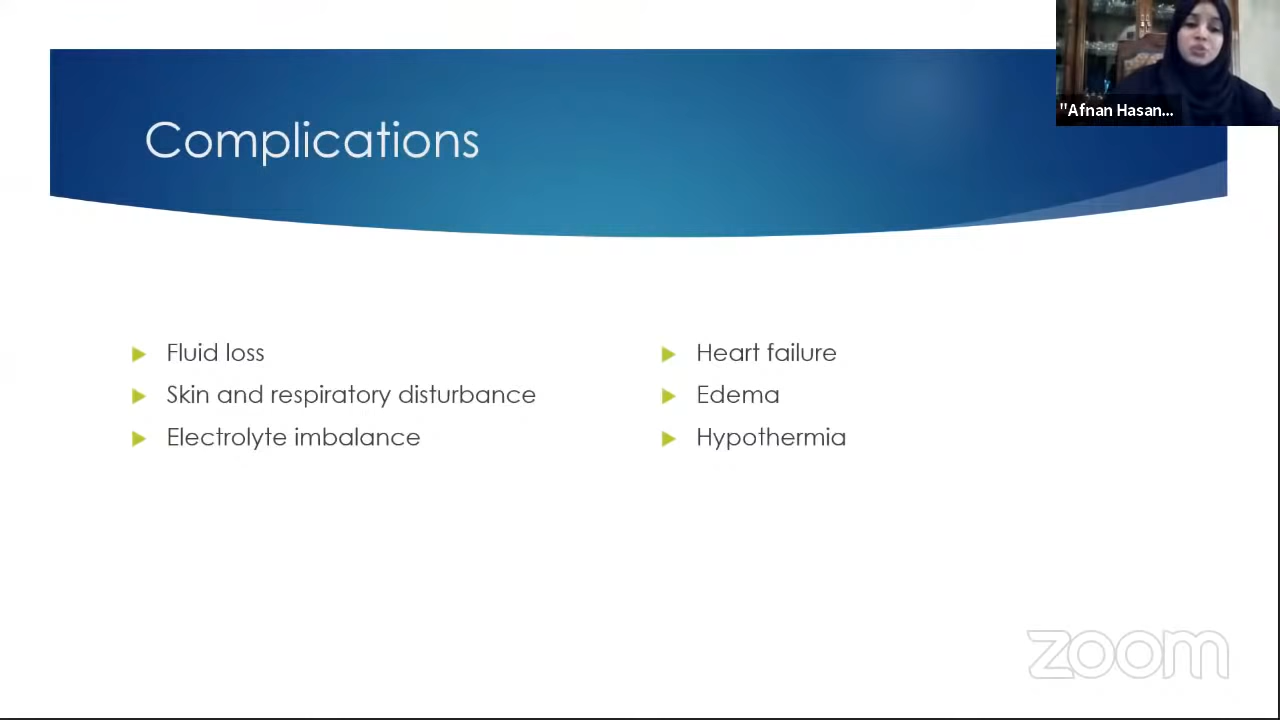 "Afnan Hasan...
Complications
Fluid loss
Skin and respiratory disturbance
Electrolyte imbalance
Heart failure
Edema
Hypothermia
zoom